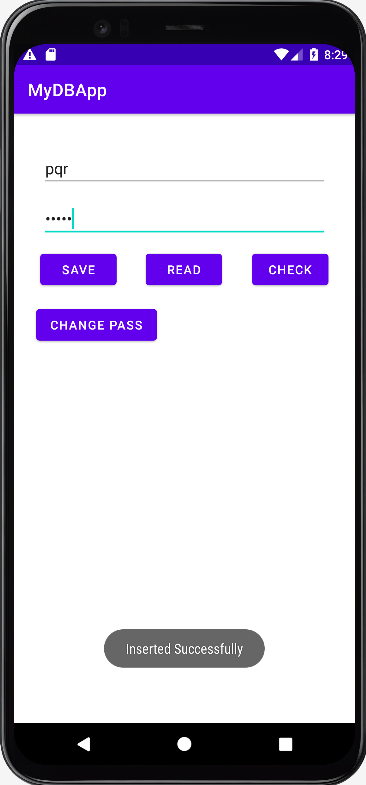 8:29
MyDBApp
pqr
•••••
SAVE READ CHECK
CHANGE PASS
Inserted Successfully